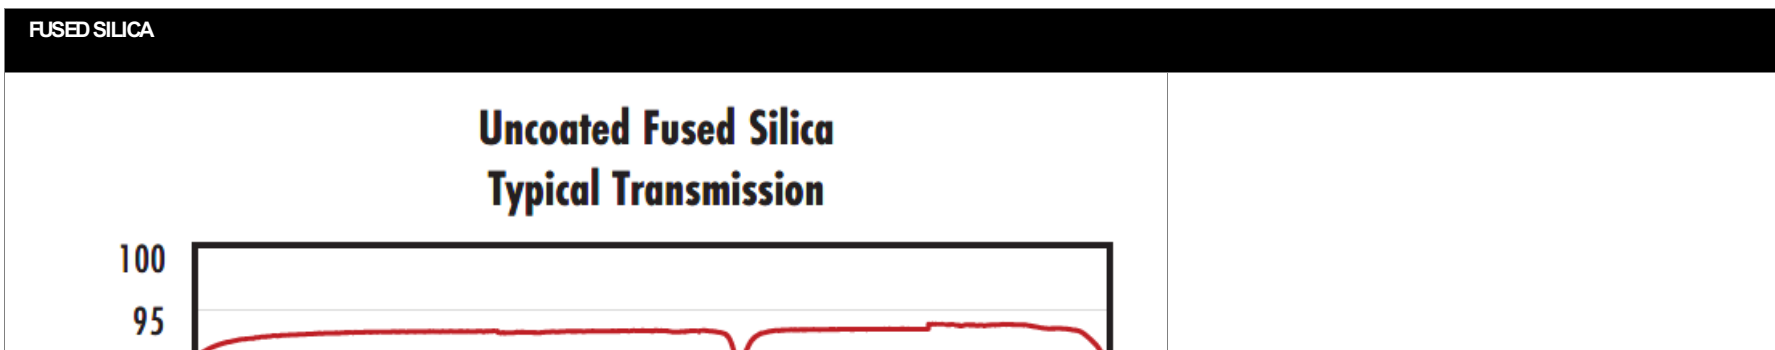 FUSED SILICA
Uncoated Fused Silica
Typical Transmission
100
95